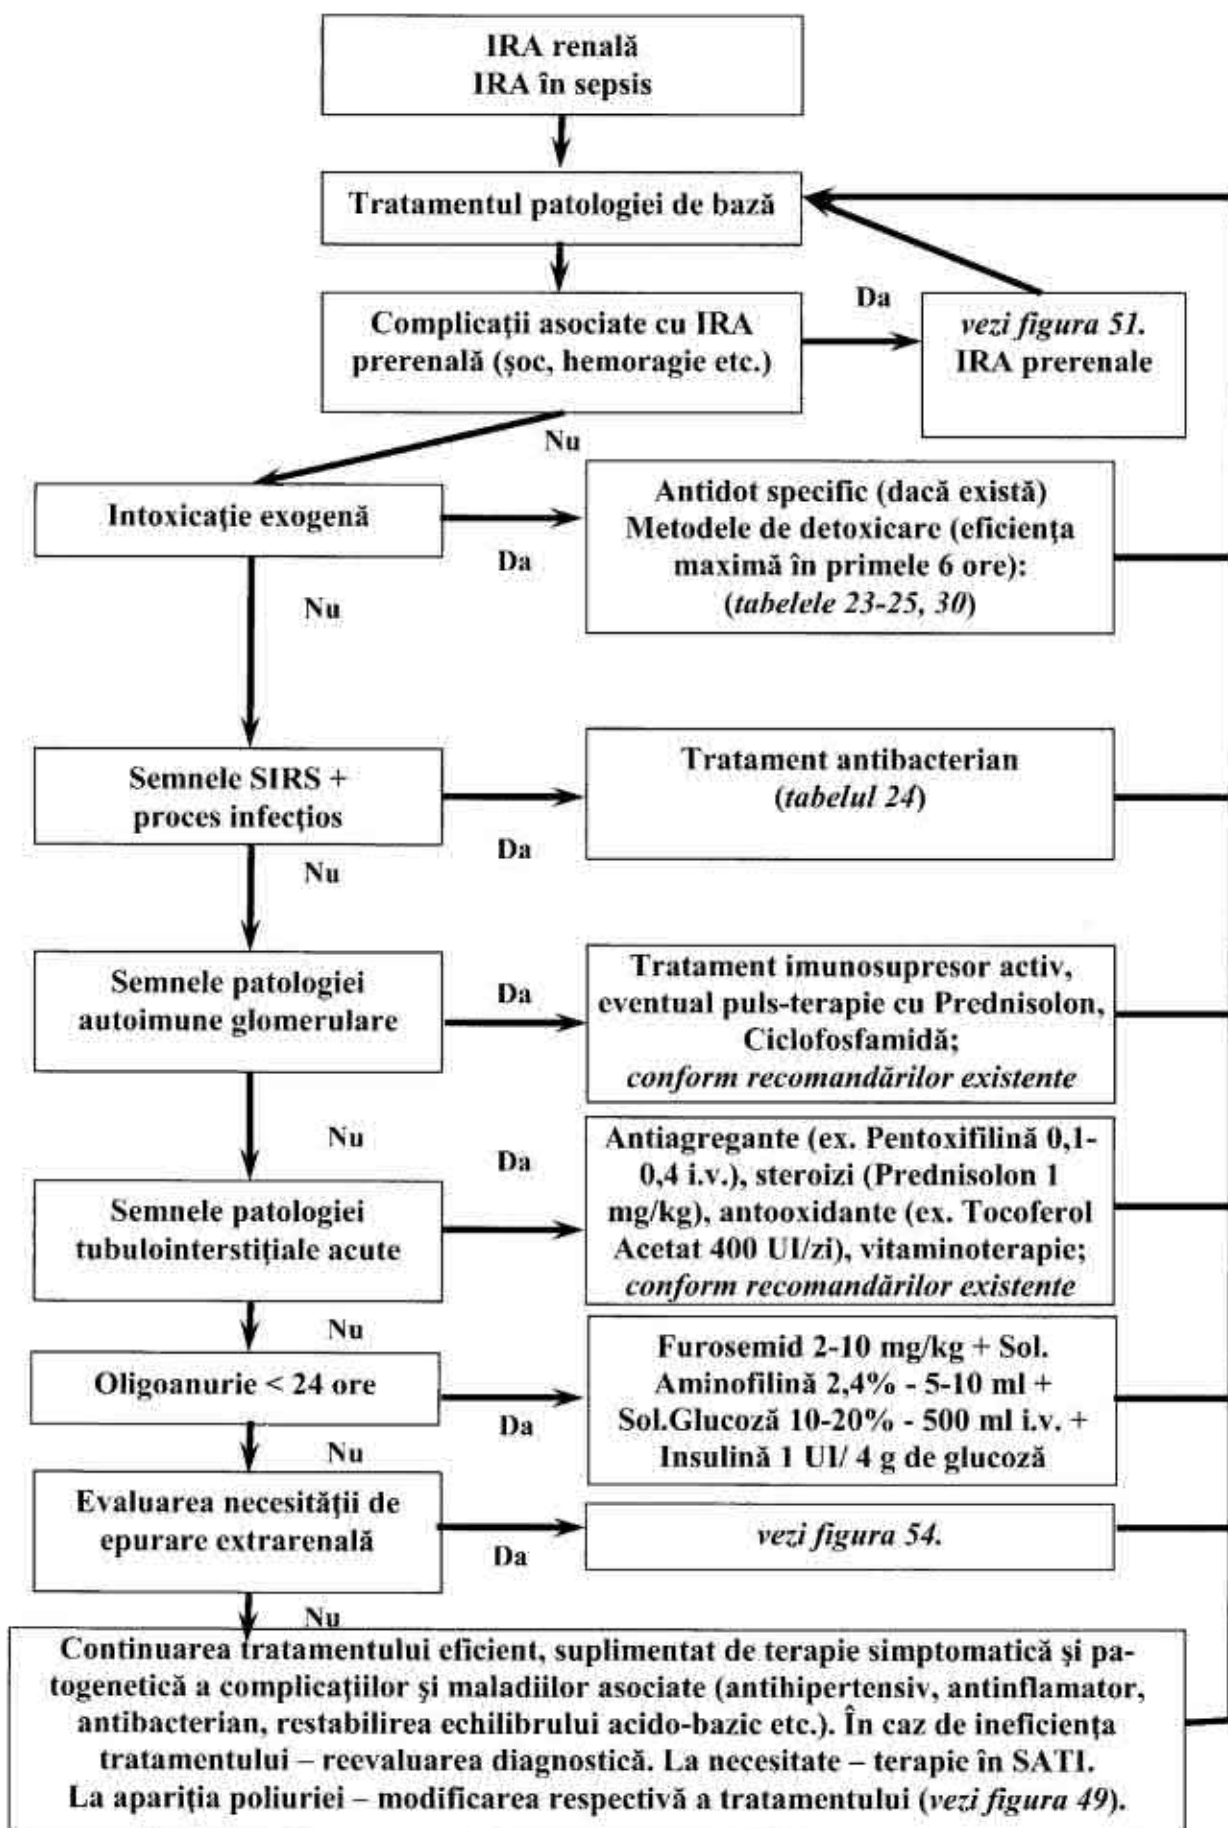 IRA renală
IRA în sepsis
Tratamentul patologiei de bază
Complicații asociate cu IRA
prerenală (șoc, hemoragie etc.)
Da
vezi figura 51.
IRA prerenale
Nu
Intoxicație exogenă
Da
Antidot specific (dacă există)
Metodele de detoxicare (eficiența
maximă în primele 6 ore):
(tabelele 23-25, 30)
Nu
Semnele SIRS +
proces infecțios
Da
Tratament antibacterian
(tabelul 24)
Nu
Semnele patologiei
autoimune glomerulare
Da
Tratament imunosupresor activ,
eventual puls-terapie cu Prednisolon,
Ciclofosfamidă;
conform recomandărilor existente
Nu
Semnele patologiei
tubulointerstițiale acute
Da
Antiagregante (ex. Pentoxifilină 0,1-
0,4 i.v.), steroizi (Prednisolon 1
mg/kg), antooxidante (ex. Tocoferol
Acetat 400 UI/zi), vitaminoterapie;
conform recomandărilor existente
Nu
Oligoanurie < 24 ore
Da
Furosemid 2-10 mg/kg + Sol.
Aminofilină 2,4% - 5-10 ml +
Sol.Glucoză 10-20% - 500 ml i.v. +
Insulină 1 UI/ 4 g de glucoză
Nu
Evaluarea necesității de
epurare extrarenală
Da
vezi figura 54.
Nu
Continuarea tratamentului eficient, suplimentat de terapie simptomatică și pa-
togenetică a complicațiilor și maladiilor asociate (antihipertensiv, antinflamator,
antibacterian, restabilirea echilibrului acido-bazic etc.). În caz de ineficiența
tratamentului – reevaluarea diagnostică. La necesitate – terapie în SATI.
La apariția poliuriei – modificarea respectivă a tratamentului (vezi figura 49).